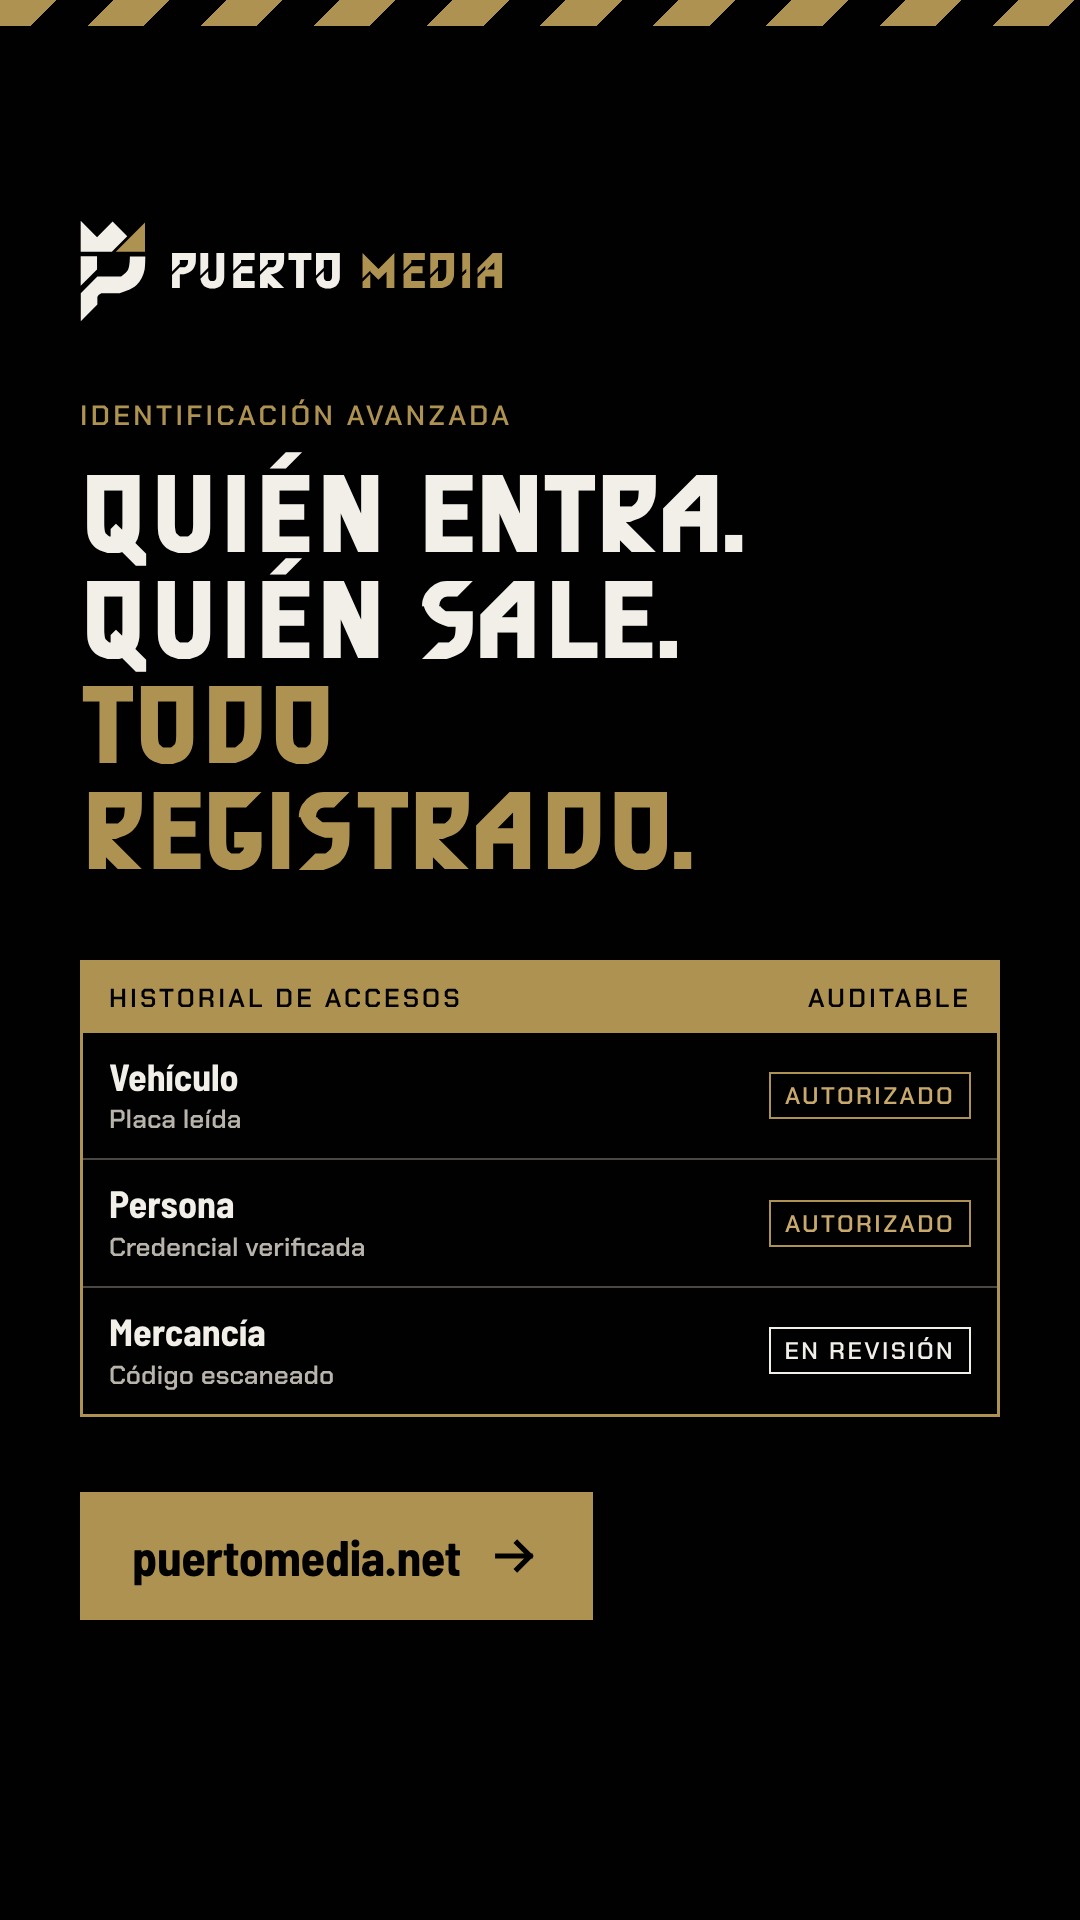 PUERTO MEDIA
IDENTIFICACIÓN AVANZADA
QUIÉN ENTRA.
QUIÉN SALE.
TODO
REGISTRADO.
HISTORIAL DE ACCESOS AUDITABLE
Vehículo
Placa leída
AUTORIZADO
Persona
Credencial verificada
AUTORIZADO
Mercancía
Código escaneado
EN REVISIÓN
puertomedia.net →